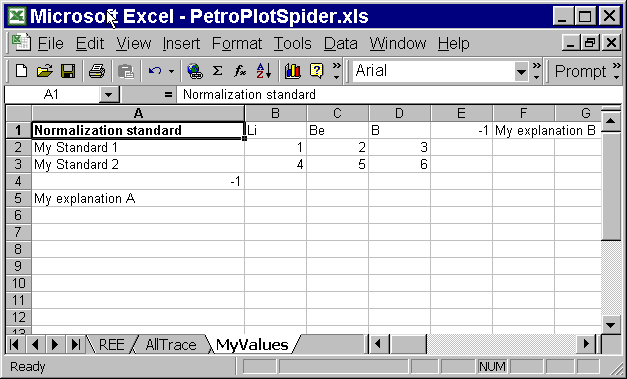 Microsoft Excel - PetroPlotSpider.xls
File Edit View Insert Format Tools Data Window Help
Σ fx Arial Prompt
A1 = Normalization standard
A B C D E F G
1 Normalization standard Li Be B -1 My explanation B
2 My Standard 1 1 2 3
3 My Standard 2 4 5 6
4 -1
5 My explanation A
6
7
8
9
10
11
12
13
REE AllTrace MyValues
Ready NUM